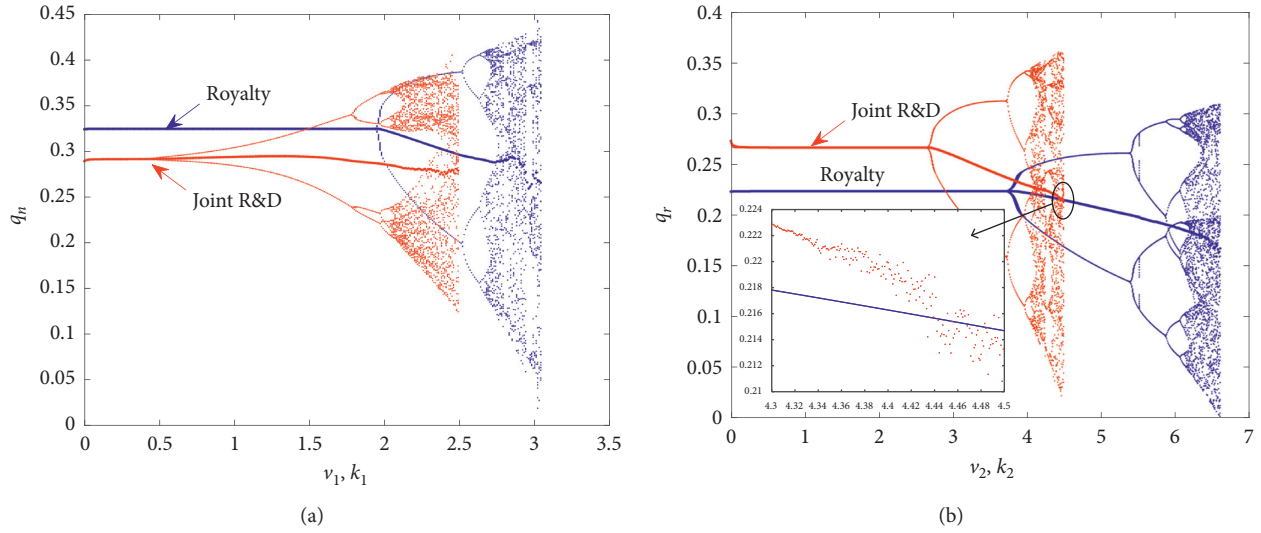 0.45
0.4
0.35
0.3
0.25
0.2
0.15
0.1
0.05
0
q_n
Royalty
Joint R&D
0 0.5 1 1.5 2 2.5 3 3.5
ν₁, k₁
(a)
0.4
0.35
0.3
0.25
0.2
0.15
0.1
0.05
0
q_r
Joint R&D
Royalty
0.224
0.222
0.22
0.218
0.216
0.214
0.212
0.21
4.3 4.32 4.34 4.36 4.38 4.4 4.42 4.44 4.46 4.48 4.5
0 1 2 3 4 5 6 7
ν₂, k₂
(b)